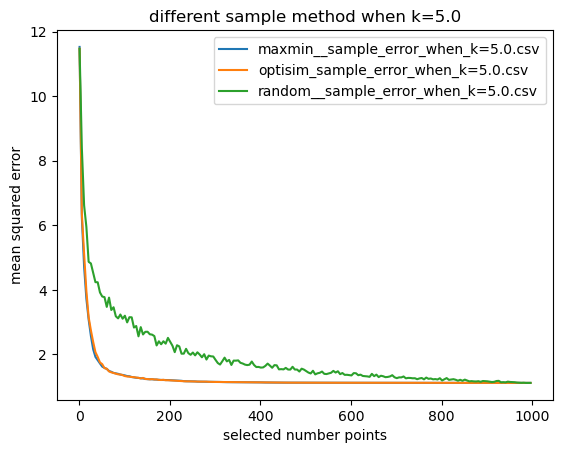 different sample method when k=5.0
maxmin__sample_error_when_k=5.0.csv
optisim_sample_error_when_k=5.0.csv
random__sample_error_when_k=5.0.csv
mean squared error
12
10
8
6
4
2
0
200
400
600
800
1000
selected number points